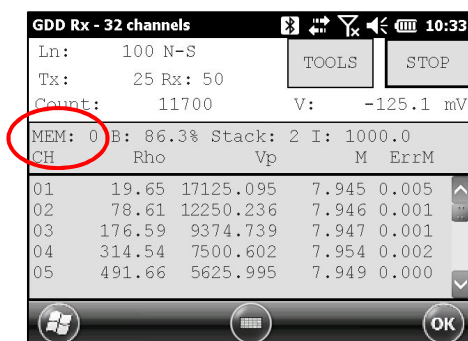 GDD Rx - 32 channels 10:33
Ln: 100 N-S TOOLS STOP
Tx: 25 Rx: 50
Count: 11700 V: -125.1 mV
MEM: 0 B: 86.3% Stack: 2 I: 1000.0
CH Rho Vp M ErrM
01 19.65 17125.095 7.945 0.005
02 78.61 12250.236 7.946 0.001
03 176.59 9374.739 7.947 0.001
04 314.54 7500.602 7.954 0.002
05 491.66 5625.995 7.949 0.000
OK